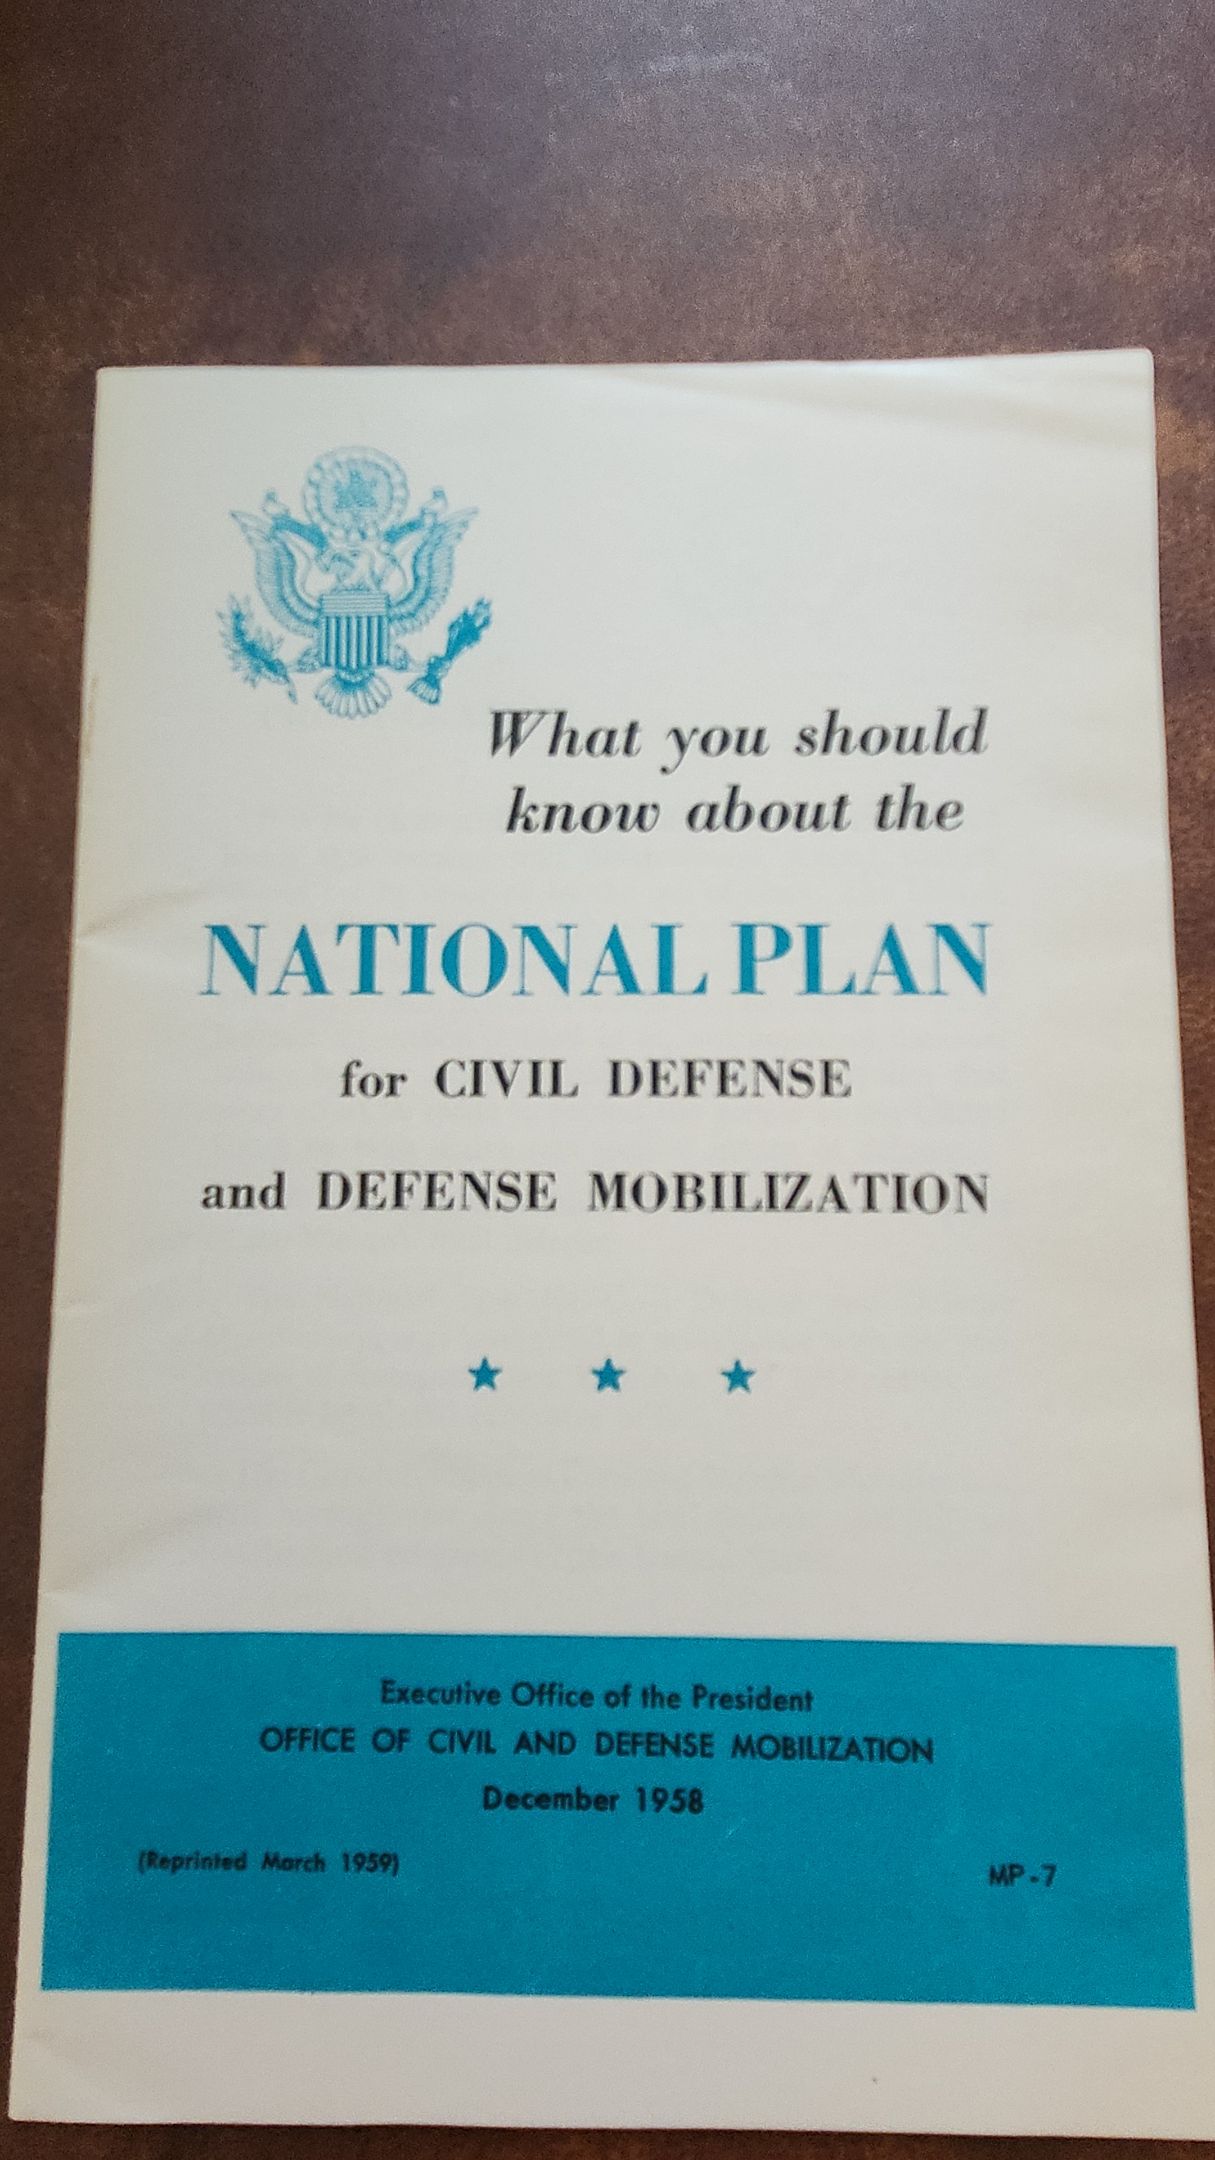 What you should
know about the
NATIONAL PLAN
for CIVIL DEFENSE
and DEFENSE MOBILIZATION
Executive Office of the President
OFFICE OF CIVIL AND DEFENSE MOBILIZATION
December 1958
(Reprinted March 1959)
MP-7